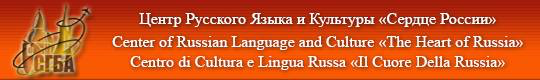 Центр Русского Языка и Культуры «Сердце России»
Center of Russian Language and Culture «The Heart of Russia»
Centro di Cultura e Lingua Russa «Il Cuore Della Russia»
СГБА